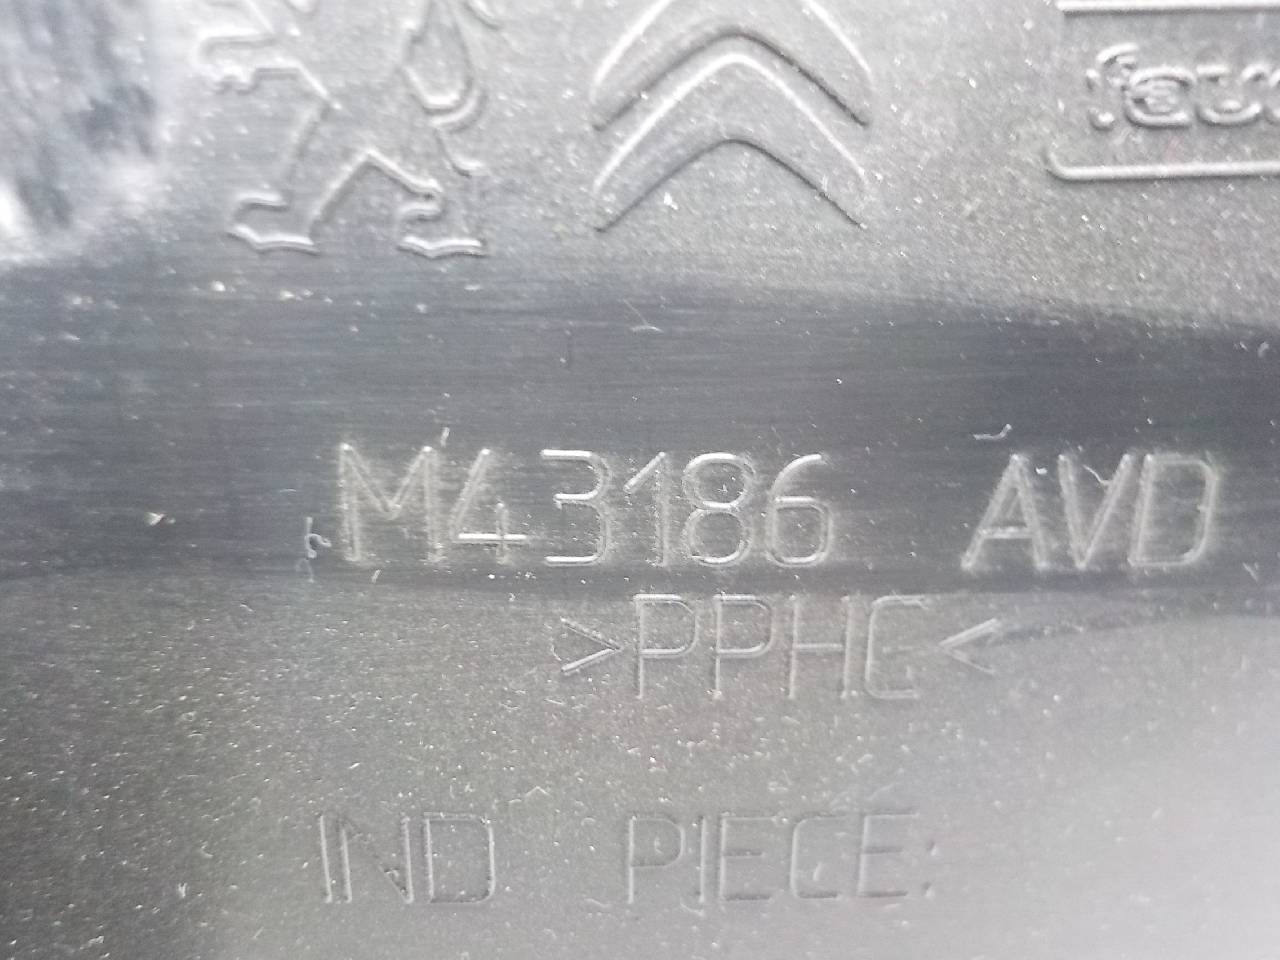 M43186 AVD
>PPHC<
IND PIECE: